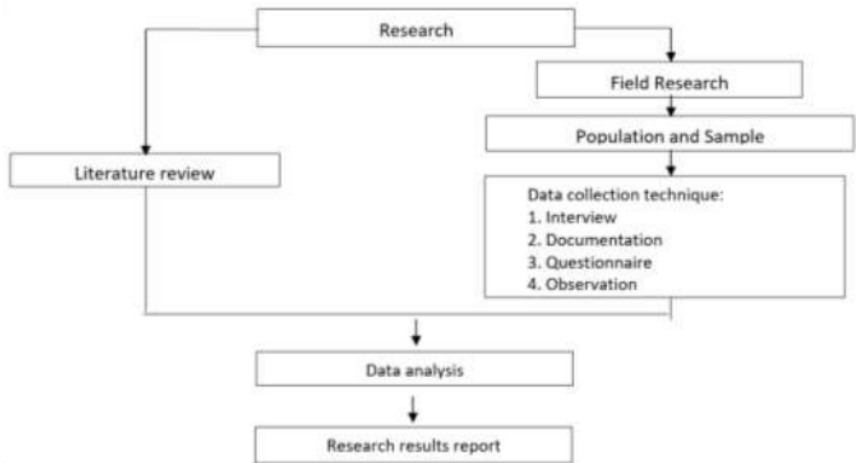 Research
Field Research
Population and Sample
Literature review
Data collection technique:
1. Interview
2. Documentation
3. Questionnaire
4. Observation
Data analysis
Research results report